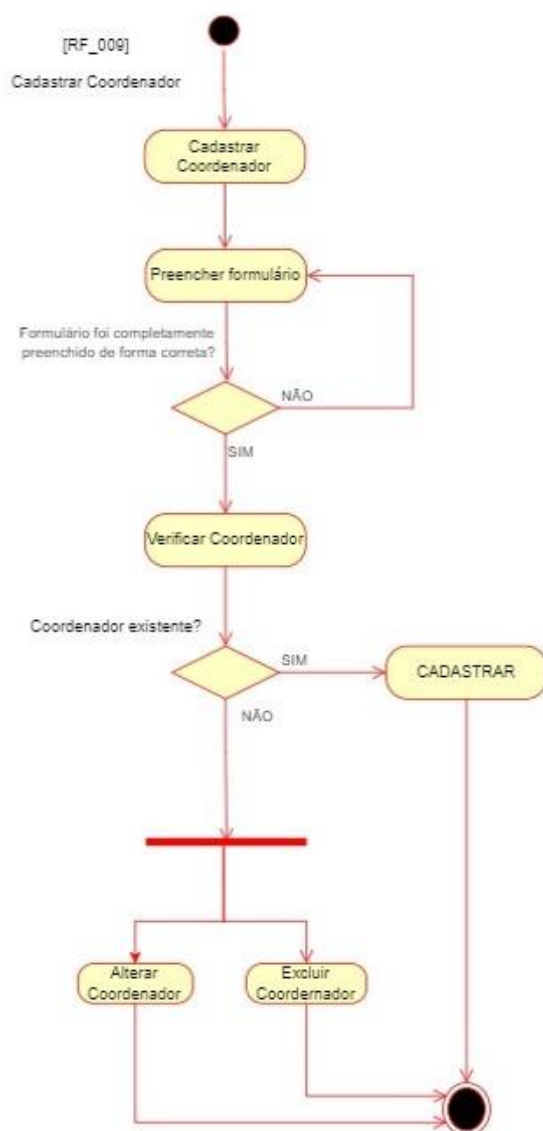 [RF_009]
Cadastrar Coordenador
Cadastrar
Coordenador
Preencher formulário
Formulário foi completamente
preenchido de forma correta?
NÃO
SIM
Verificar Coordenador
Coordenador existente?
SIM
CADASTRAR
NÃO
Alterar
Coordenador
Excluir
Coordernador